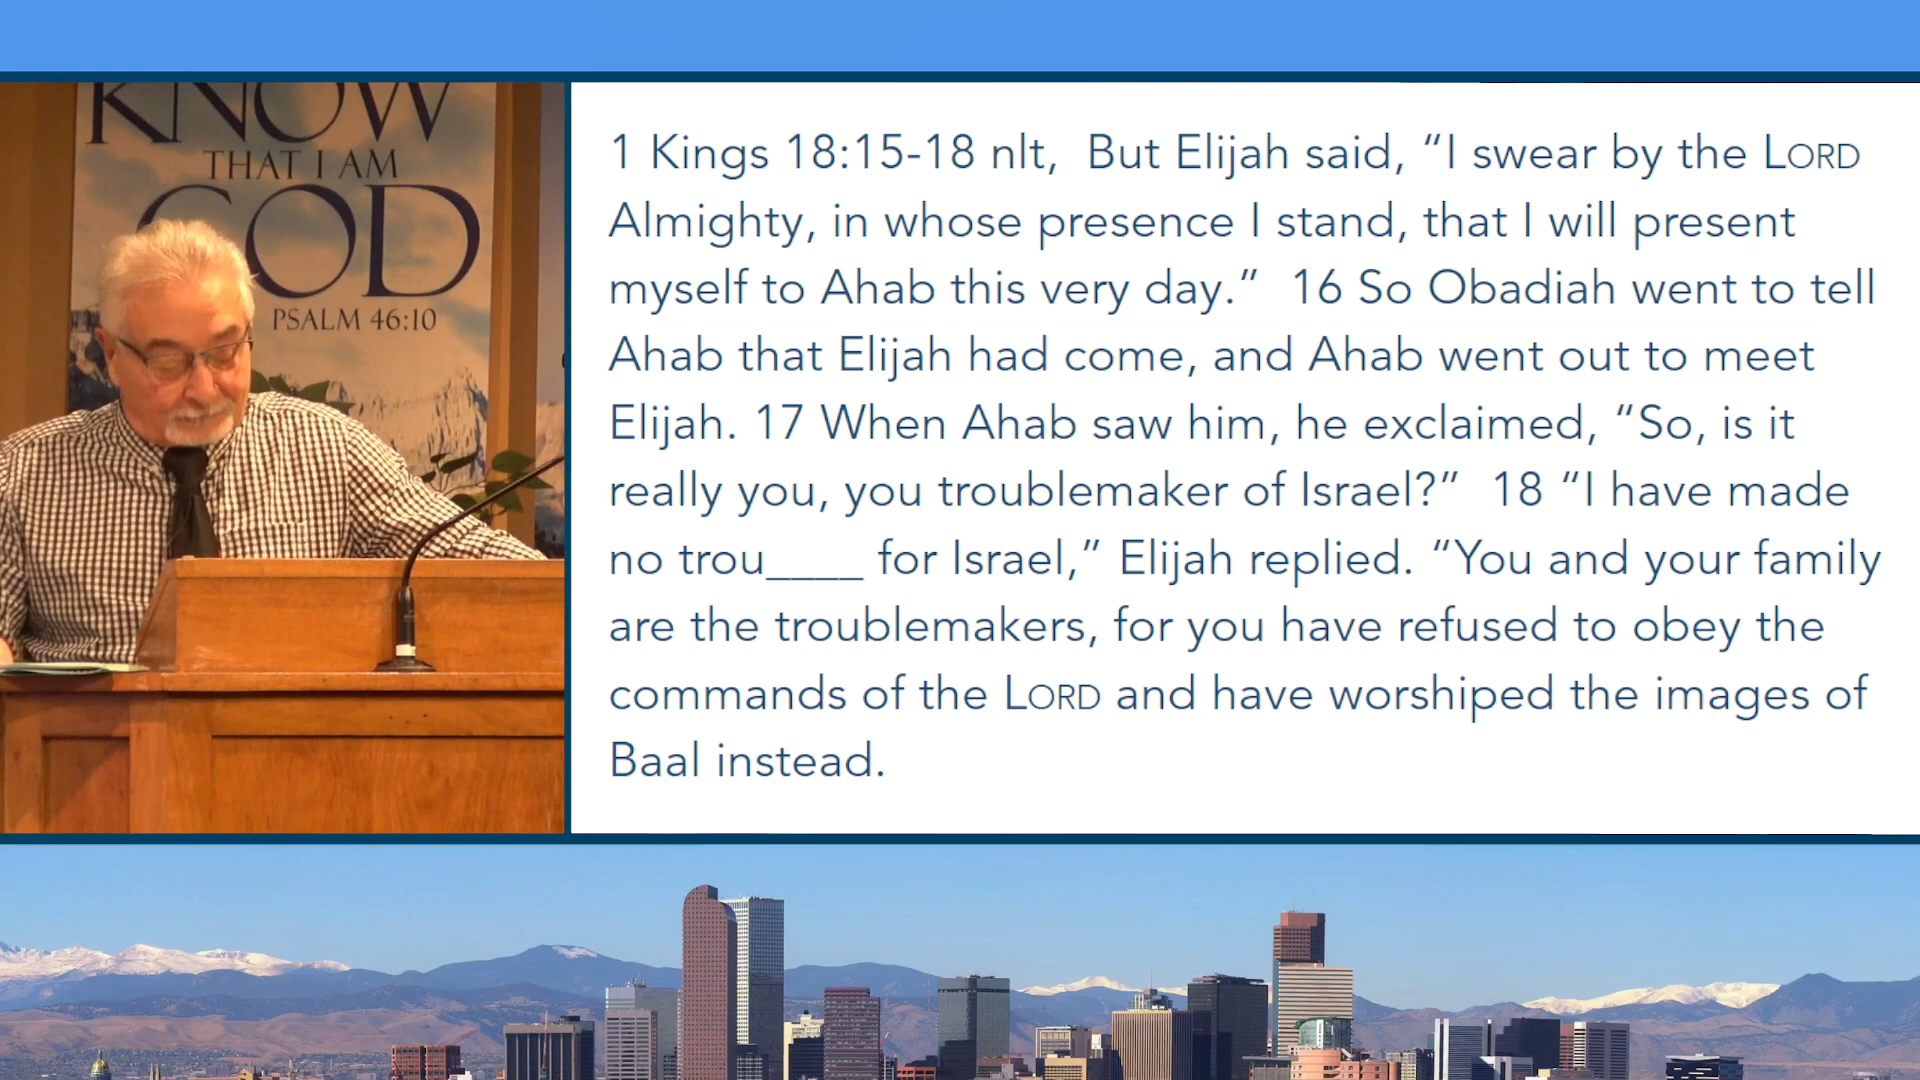 KNOW
THAT I AM
GOD
PSALM 46:10
1 Kings 18:15-18 nlt,  But Elijah said, “I swear by the LORD
Almighty, in whose presence I stand, that I will present
myself to Ahab this very day.”  16 So Obadiah went to tell
Ahab that Elijah had come, and Ahab went out to meet
Elijah. 17 When Ahab saw him, he exclaimed, “So, is it
really you, you troublemaker of Israel?”  18 “I have made
no trou____ for Israel,” Elijah replied. “You and your family
are the troublemakers, for you have refused to obey the
commands of the LORD and have worshiped the images of
Baal instead.